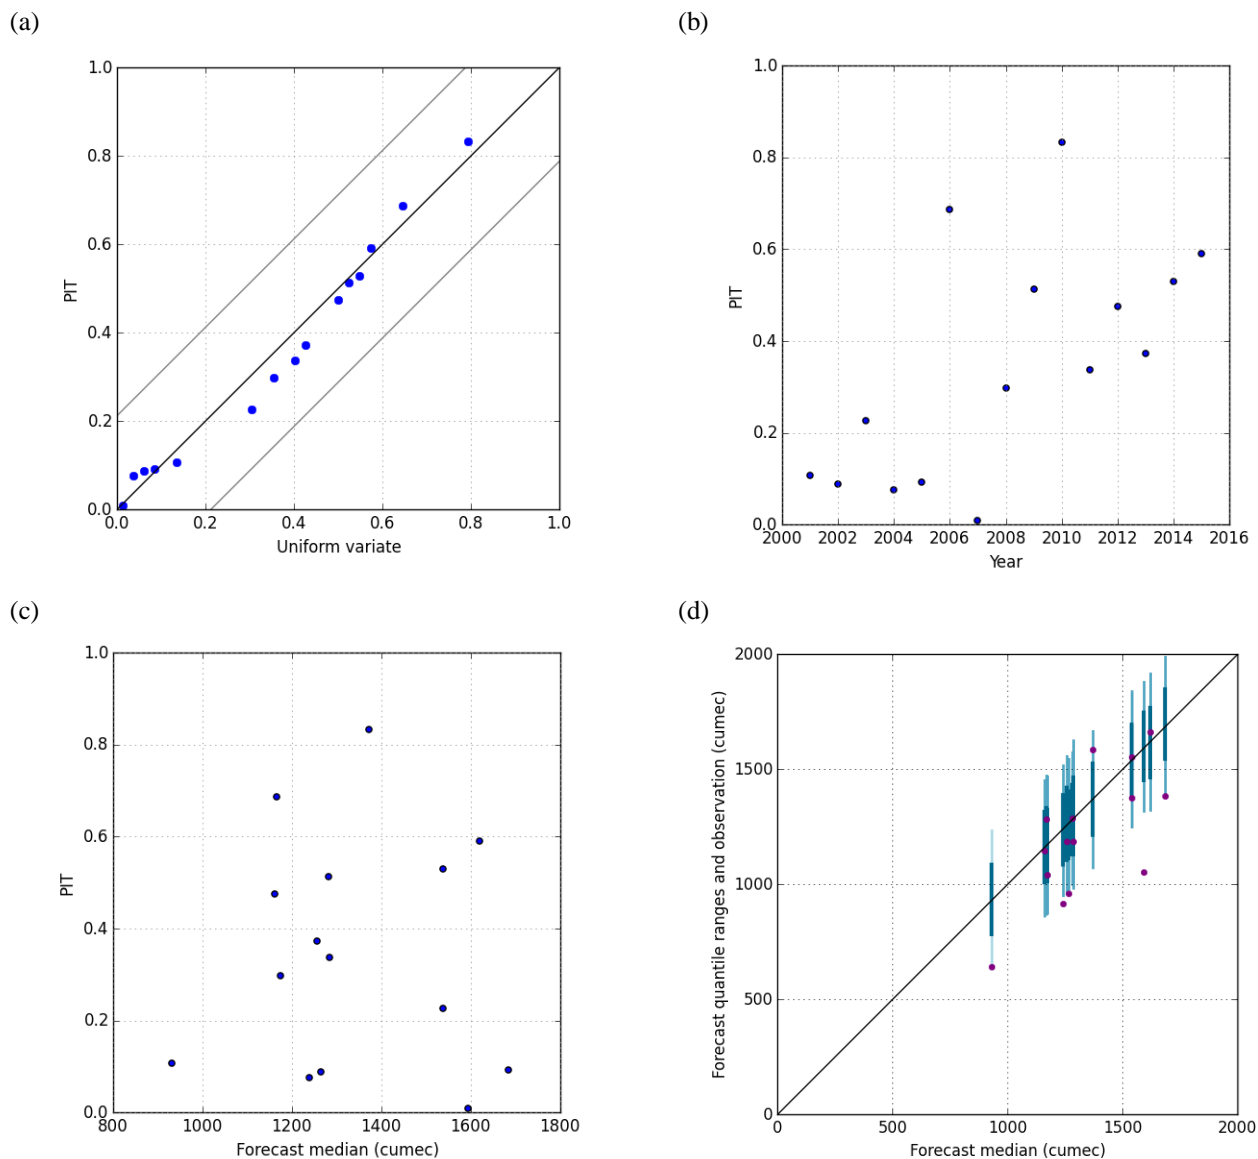 (a)
(b)
1.0
0.8
0.6
0.4
0.2
0.0
PIT
0.0 0.2 0.4 0.6 0.8 1.0
Uniform variate
1.0
0.8
0.6
0.4
0.2
0.0
PIT
2000 2002 2004 2006 2008 2010 2012 2014 2016
Year
(c)
(d)
1.0
0.8
0.6
0.4
0.2
0.0
PIT
800 1000 1200 1400 1600 1800
Forecast median (cumec)
2000
1500
1000
500
0
Forecast quantile ranges and observation (cumec)
0 500 1000 1500 2000
Forecast median (cumec)